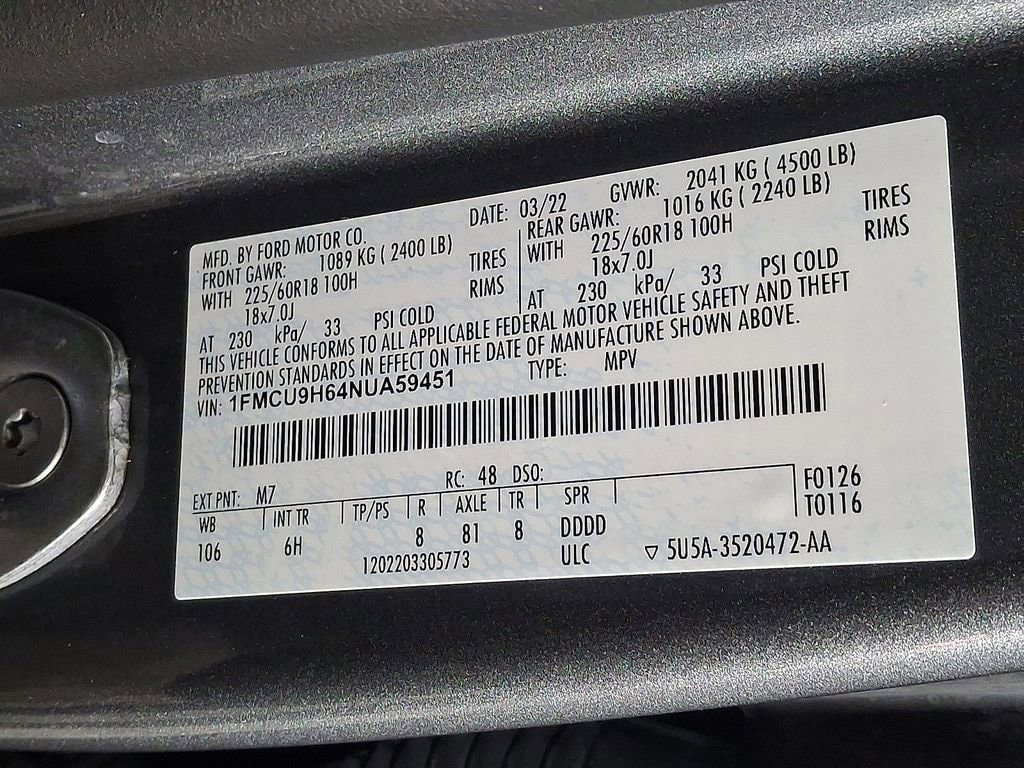 MFD. BY FORD MOTOR CO. DATE: 03/22 GVWR: 2041 KG ( 4500 LB)
FRONT GAWR: 1089 KG ( 2400 LB) REAR GAWR: 1016 KG ( 2240 LB)
WITH 225/60R18 100H TIRES WITH 225/60R18 100H TIRES
18x7.0J RIMS 18x7.0J RIMS
AT 230 kPa/ 33 PSI COLD AT 230 kPa/ 33 PSI COLD
THIS VEHICLE CONFORMS TO ALL APPLICABLE FEDERAL MOTOR VEHICLE SAFETY AND THEFT
PREVENTION STANDARDS IN EFFECT ON THE DATE OF MANUFACTURE SHOWN ABOVE.
VIN: 1FMCU9H64NUA59451 TYPE: MPV
EXT PNT: M7 RC: 48 DSO: F0126
WB INT TR TP/PS R AXLE TR SPR T0116
106 6H 8 81 8 DDDD
1202203305773 ULC ▽ 5U5A-3520472-AA